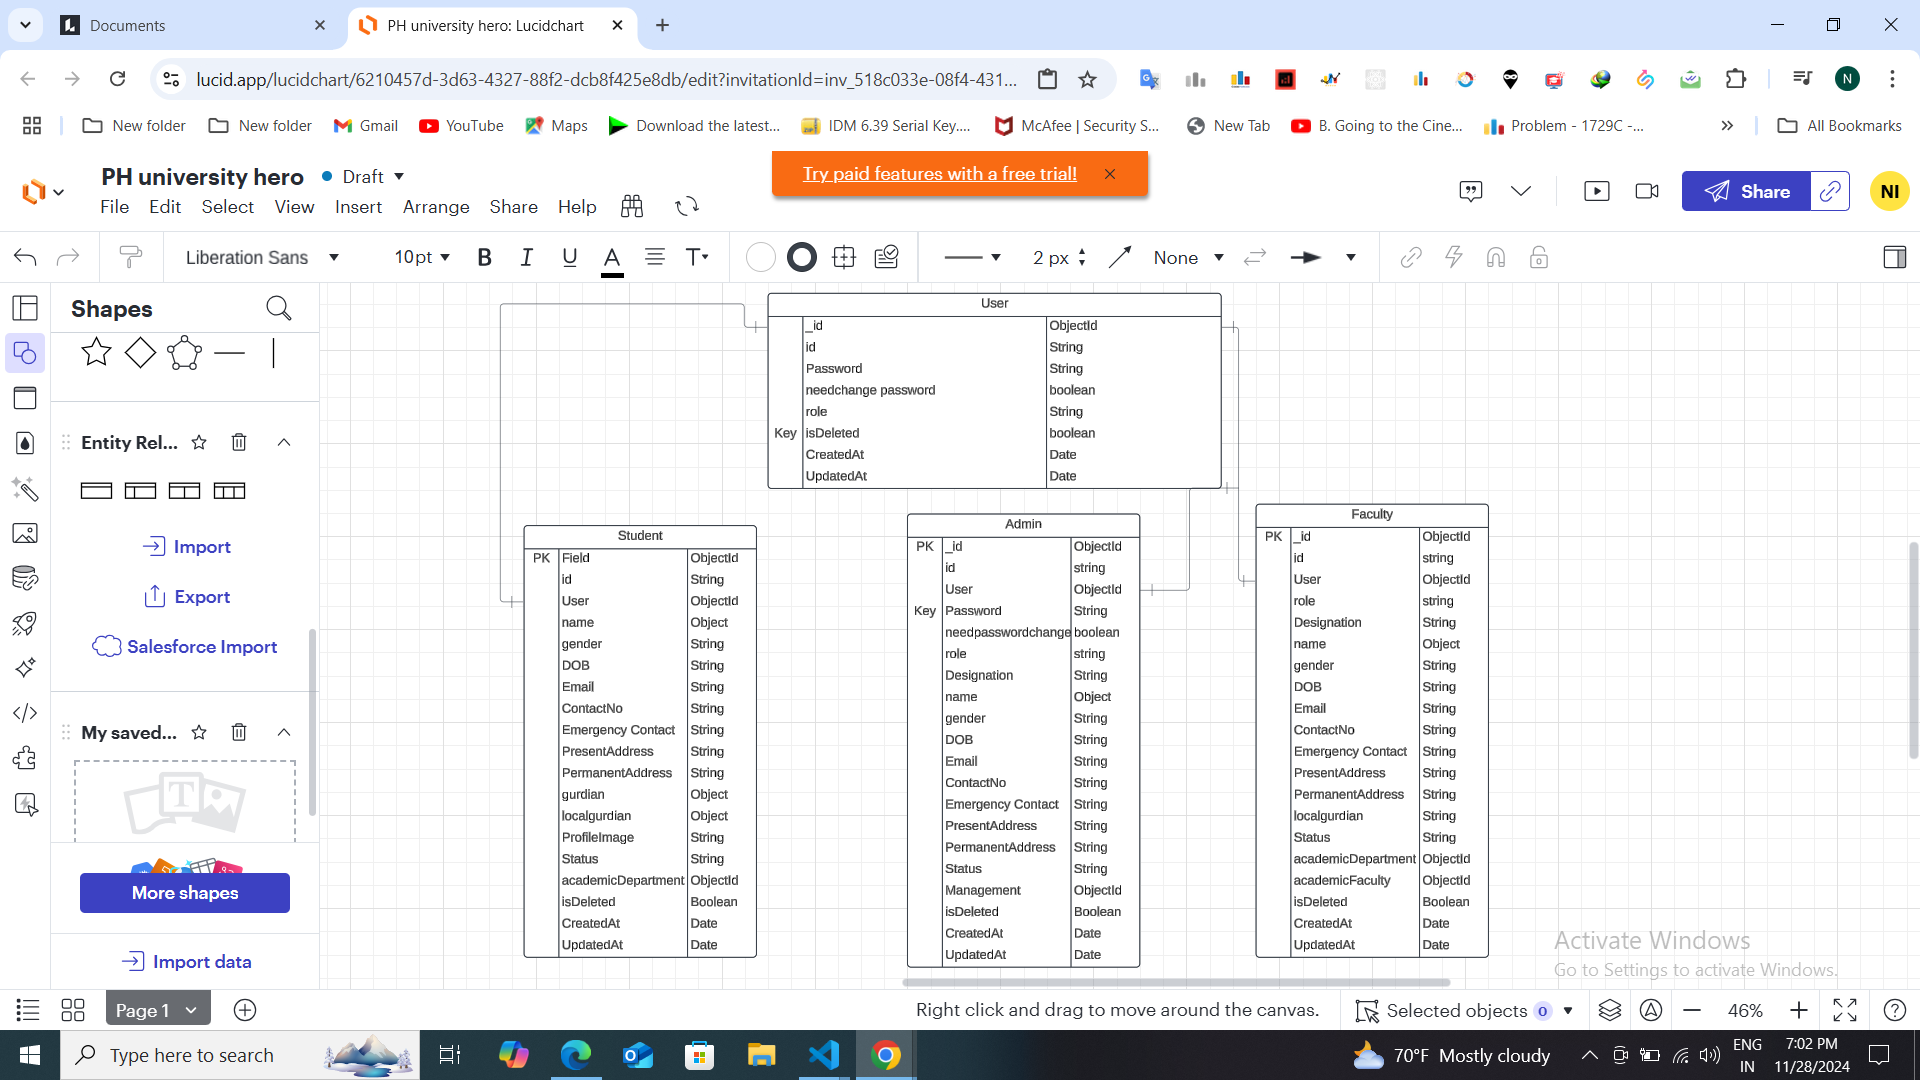 Documents
PH university hero: Lucidchart
lucid.app/lucidchart/6210457d-3d63-4327-88f2-dcb8f425e8db/edit?invitationId=inv_518c033e-08f4-431...
N
New folder
New folder
Gmail
YouTube
Maps
Download the latest...
IDM 6.39 Serial Key....
McAfee | Security S...
New Tab
B. Going to the Cine...
Problem - 1729C -...
All Bookmarks
PH university hero
Draft
Try paid features with a free trial!
Share
NI
File Edit Select View Insert Arrange Share Help
Liberation Sans
10pt
B I U A T
2 px
None
Shapes
Entity Rel...
Import
Export
Salesforce Import
My saved...
T
More shapes
Import data
User
_id ObjectId
id String
Password String
needchange password boolean
role String
Key isDeleted boolean
CreatedAt Date
UpdatedAt Date
Student
PK Field ObjectId
id String
User ObjectId
name Object
gender String
DOB String
Email String
ContactNo String
Emergency Contact String
PresentAddress String
PermanentAddress String
gurdian Object
localgurdian Object
ProfileImage String
Status String
academicDepartment ObjectId
isDeleted Boolean
CreatedAt Date
UpdatedAt Date
Admin
PK _id ObjectId
id string
User ObjectId
Key Password String
needpasswordchange boolean
role string
Designation String
name Object
gender String
DOB String
Email String
ContactNo String
Emergency Contact String
PresentAddress String
PermanentAddress String
Status String
Management ObjectId
isDeleted Boolean
CreatedAt Date
UpdatedAt Date
Faculty
PK _id ObjectId
id string
User ObjectId
role string
Designation String
name Object
gender String
DOB String
Email String
ContactNo String
Emergency Contact String
PresentAddress String
PermanentAddress String
localgurdian String
Status String
academicDepartment ObjectId
academicFaculty ObjectId
isDeleted Boolean
CreatedAt Date
UpdatedAt Date
Activate Windows
Go to Settings to activate Windows.
Page 1
Right click and drag to move around the canvas.
Selected objects 0
46%
Type here to search
70°F Mostly cloudy
ENG
IN
7:02 PM
11/28/2024